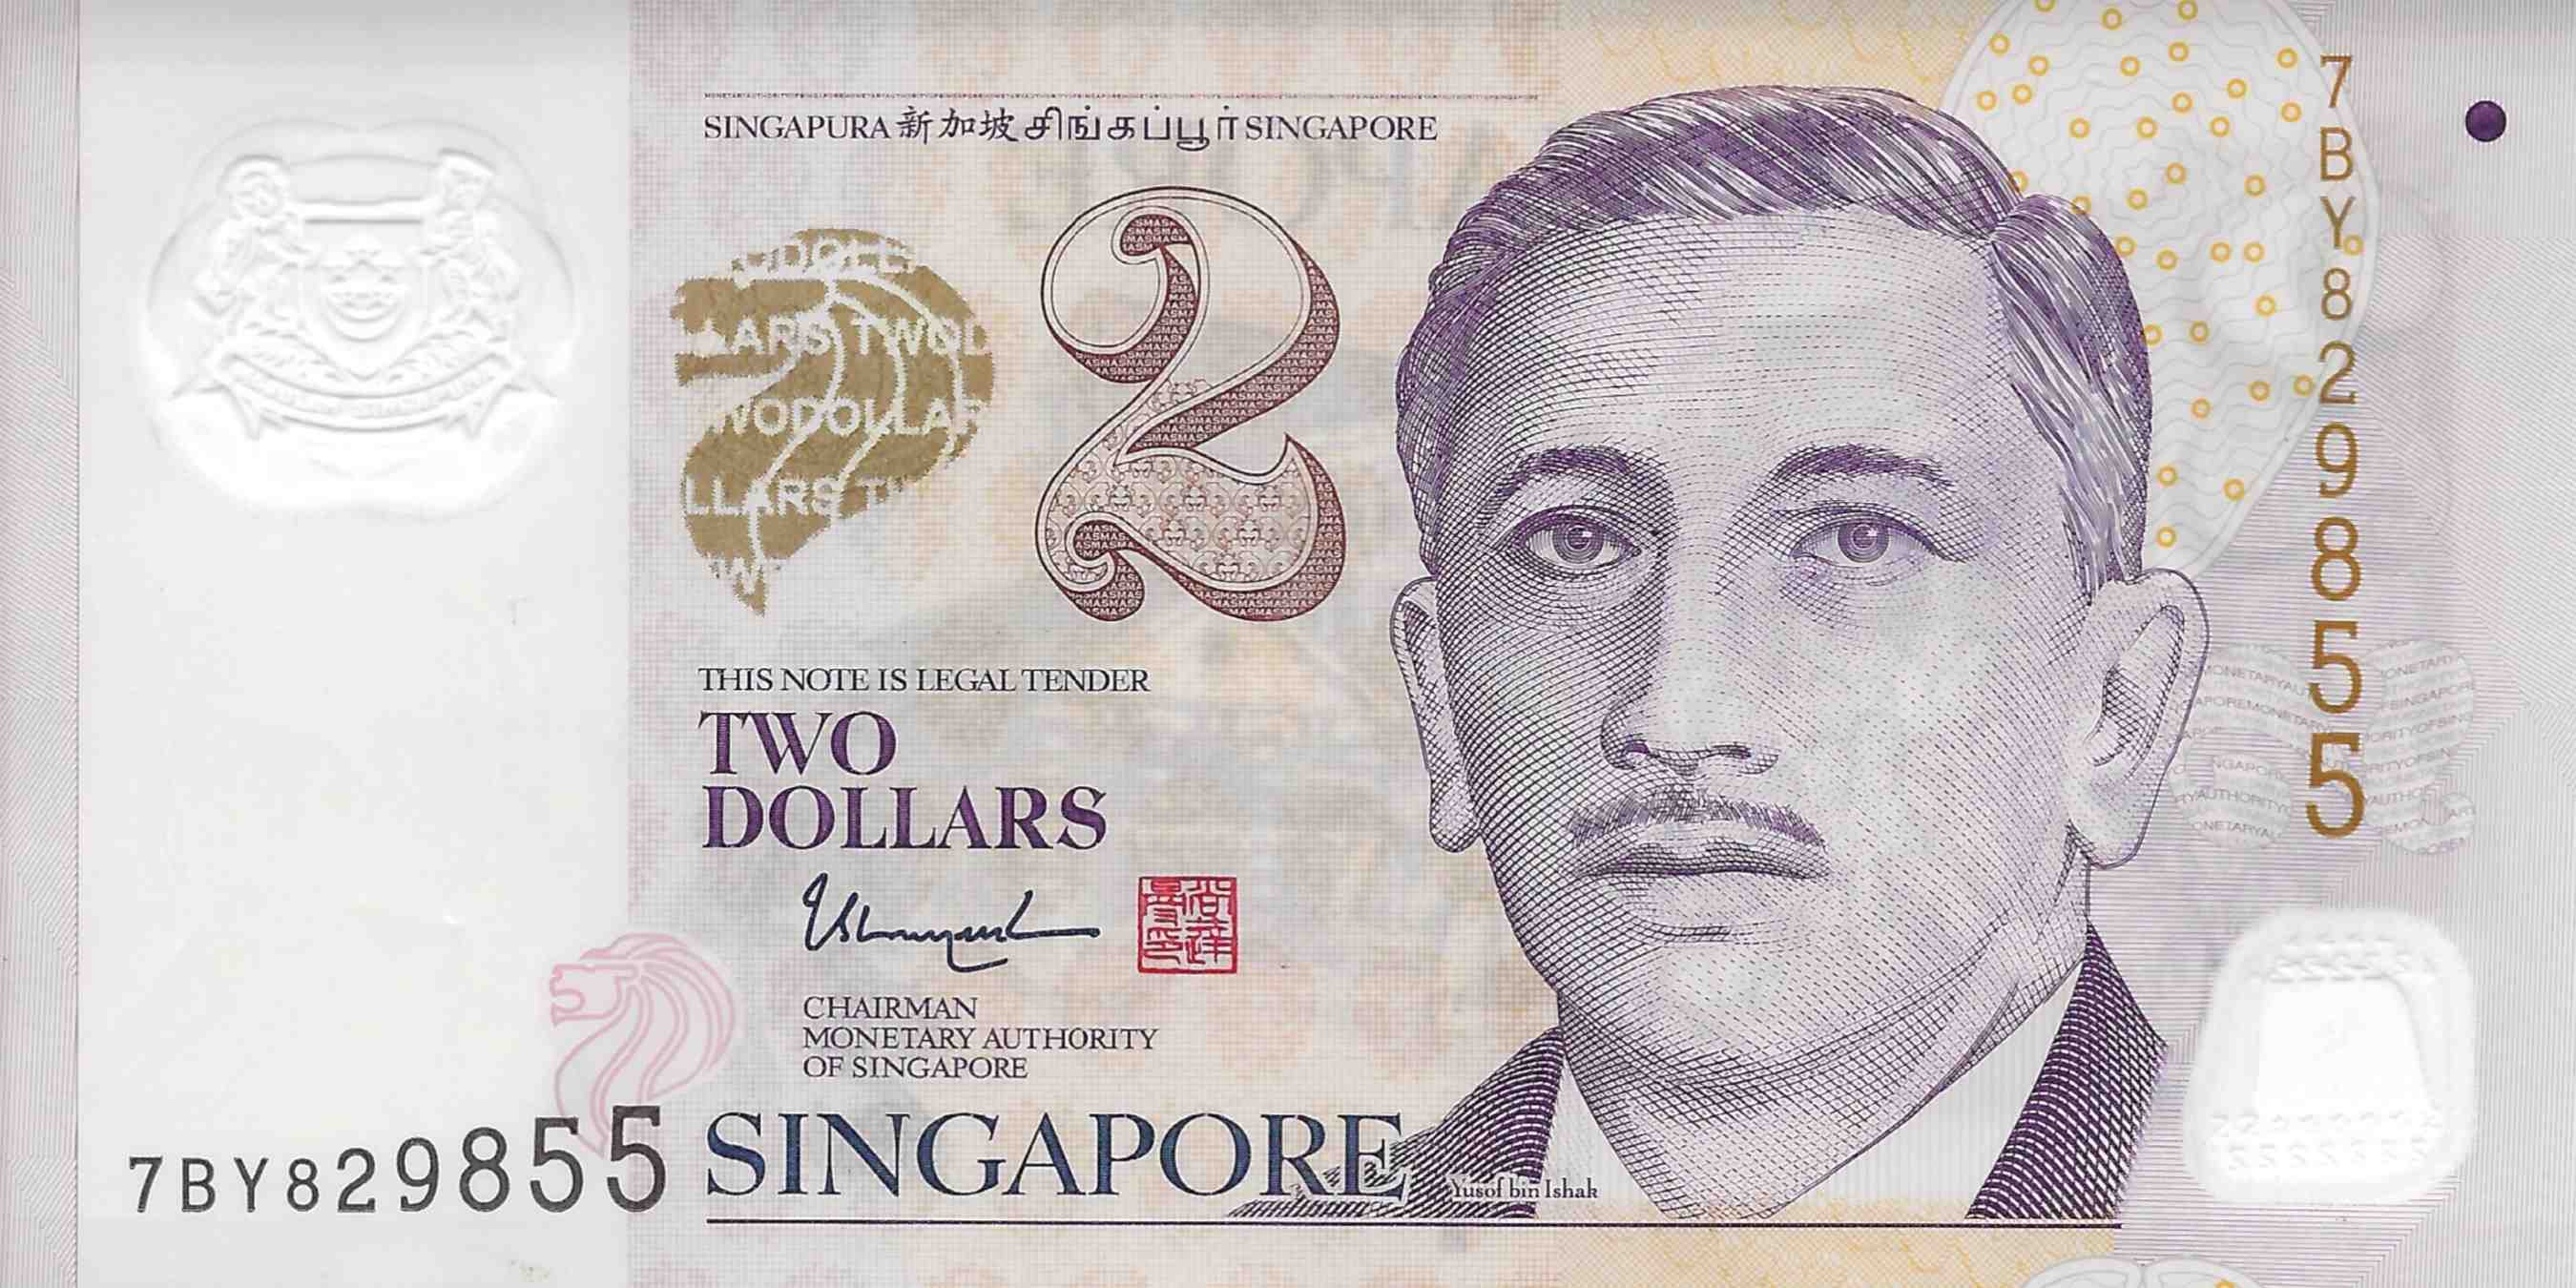 SINGAPURA 新加坡 சிங்கப்பூர் SINGAPORE
2
THIS NOTE IS LEGAL TENDER
TWO
DOLLARS
CHAIRMAN
MONETARY AUTHORITY
OF SINGAPORE
SINGAPORE
Yusof bin Ishak
7BY829855
7BY829855